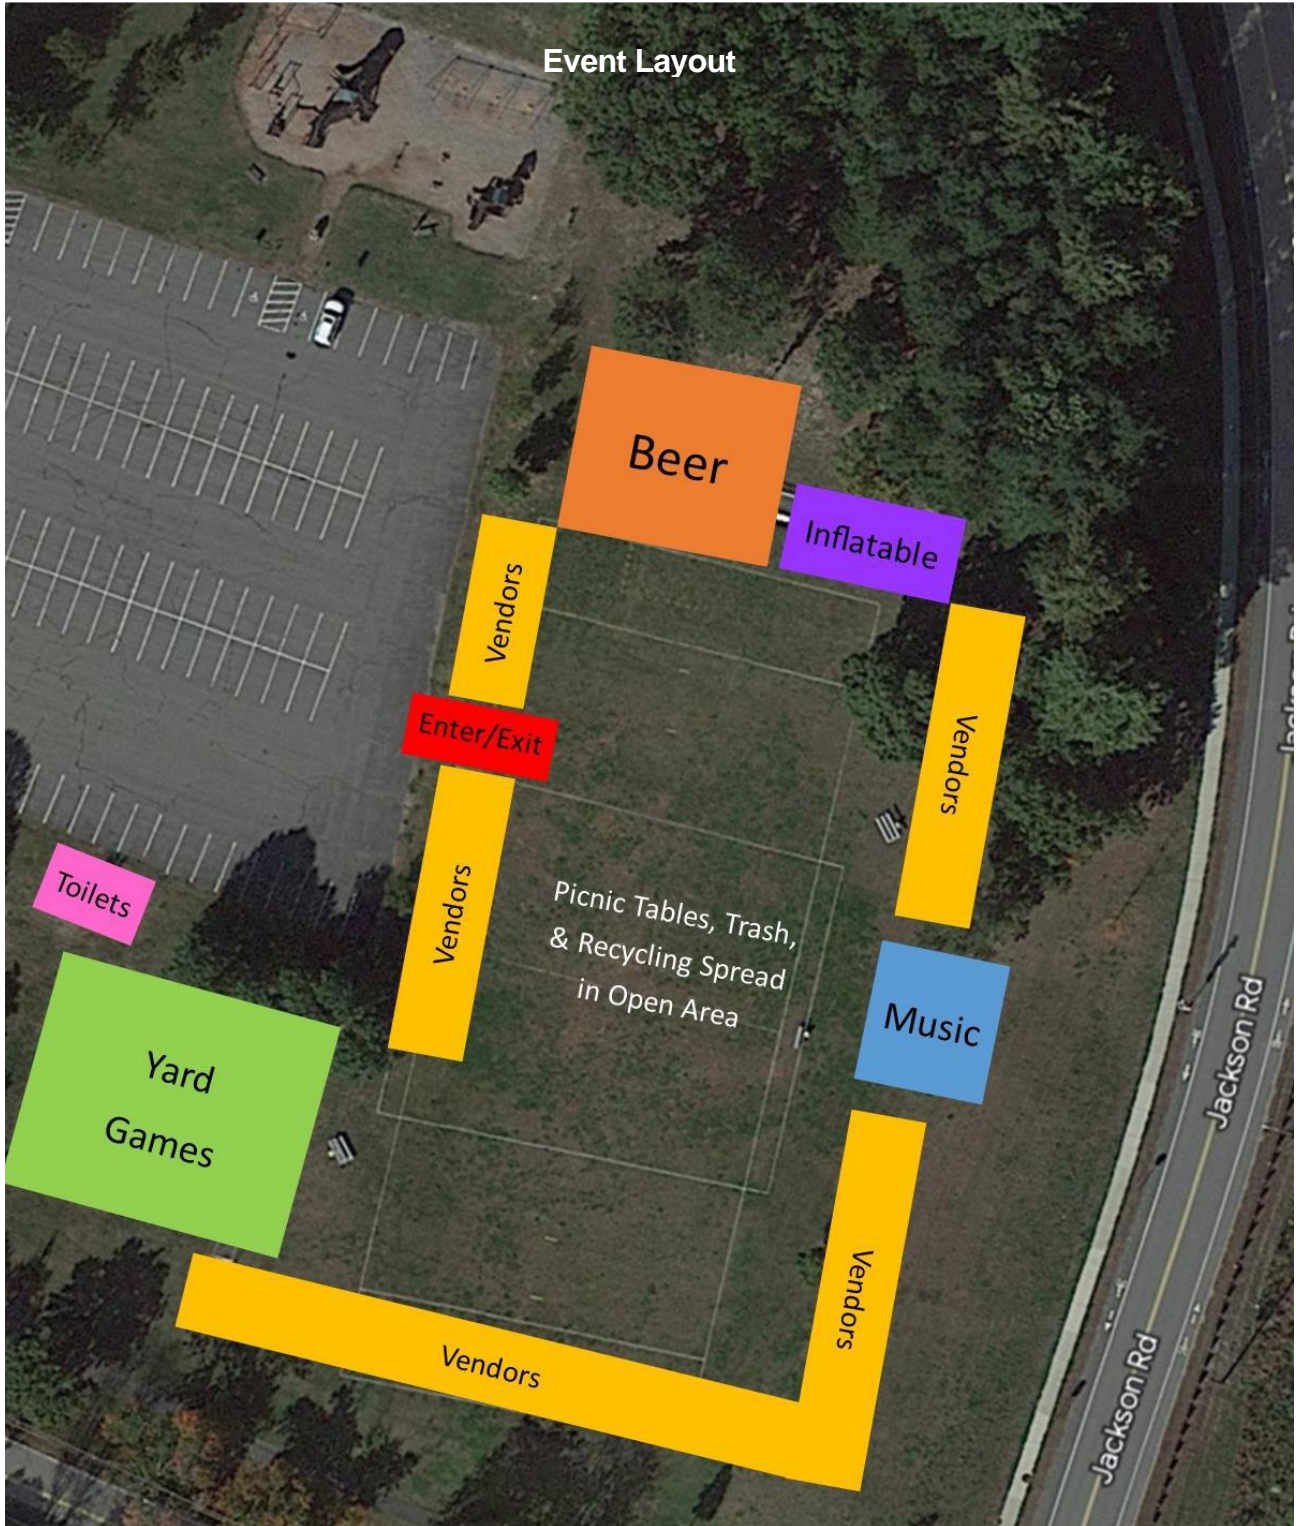 Event Layout
Beer
Inflatable
Vendors
Enter/Exit
Vendors
Vendors
Toilets
Picnic Tables, Trash,
& Recycling Spread
in Open Area
Music
Yard
Games
Vendors
Vendors
Jackson Rd
Jackson Rd